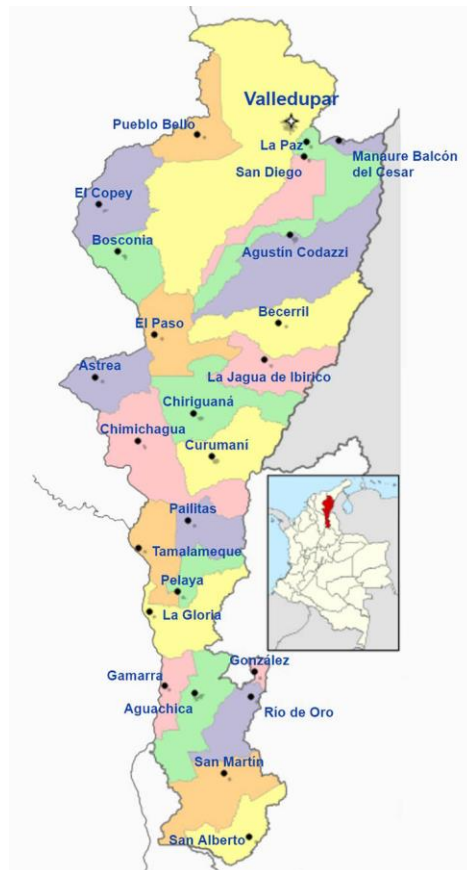 Valledupar
Pueblo Bello
La Paz
Manaure Balcón
del Cesar
San Diego
El Copey
Bosconia
Agustín Codazzi
Becerril
El Paso
Astrea
La Jagua de Ibirico
Chiriguaná
Chimichagua
Curumaní
Pailitas
Tamalameque
Pelaya
La Gloria
González
Gamarra
Aguachica
Río de Oro
San Martín
San Alberto